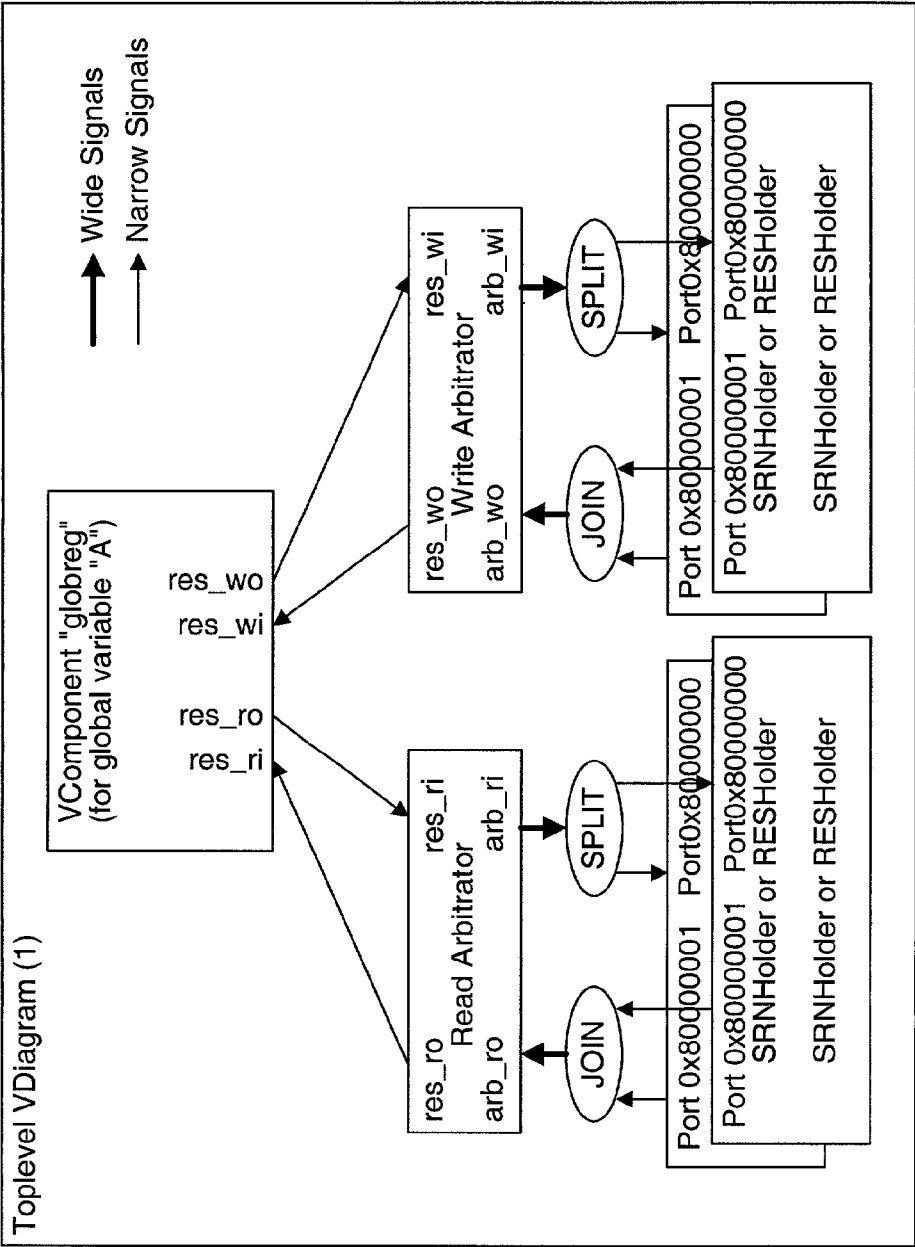 Toplevel VDiagram (1)
Wide Signals
Narrow Signals
VComponent "globreg"
(for global variable "A")
res_ri
res_ro
res_wi
res_wo
res_ro
res_ri
Read Arbitrator
arb_ro
arb_ri
res_wo
res_wi
Write Arbitrator
arb_wo
arb_wi
JOIN
SPLIT
JOIN
SPLIT
Port 0x80000001 Port0x80000000
Port 0x80000001 Port0x80000000
SRNHolder or RESHolder
SRNHolder or RESHolder
Port 0x80000001 Port0x80000000
Port 0x80000001 Port0x80000000
SRNHolder or RESHolder
SRNHolder or RESHolder